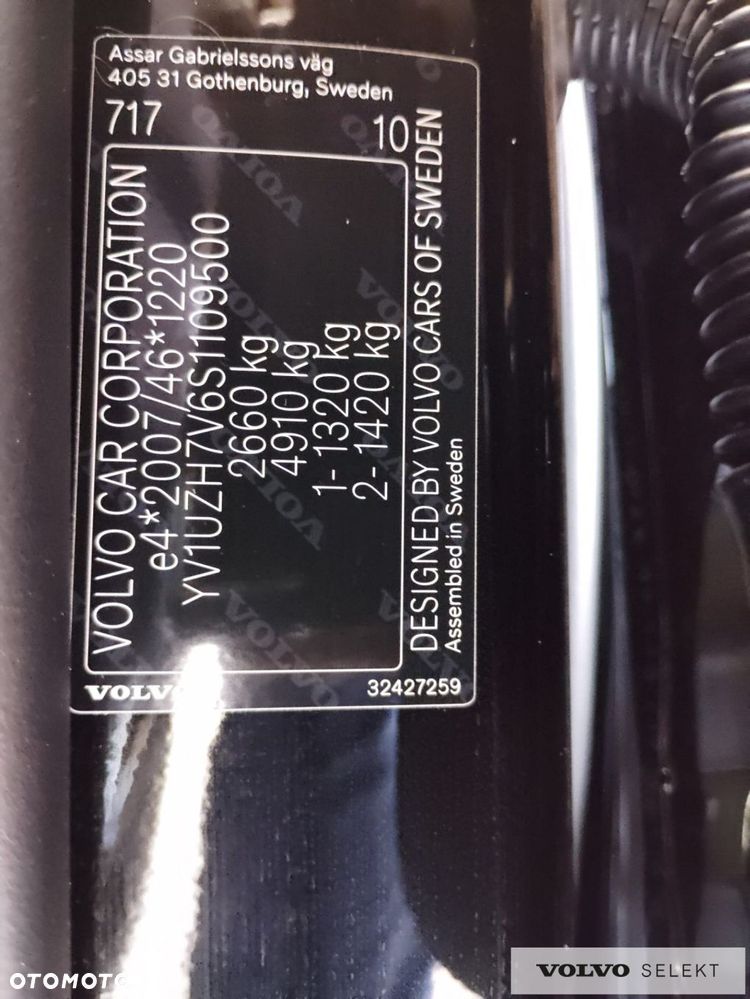 Assar Gabrielssons väg
405 31 Gothenburg, Sweden
717
10
VOLVO CAR CORPORATION
e4*2007/46*1220
YV1UZH7V6S1109500
2660 kg
4910 kg
1- 1320 kg
2- 1420 kg
DESIGNED BY VOLVO CARS OF SWEDEN
Assembled in Sweden
VOLVO
32427259
OTOMOTO
VOLVO SELEKT